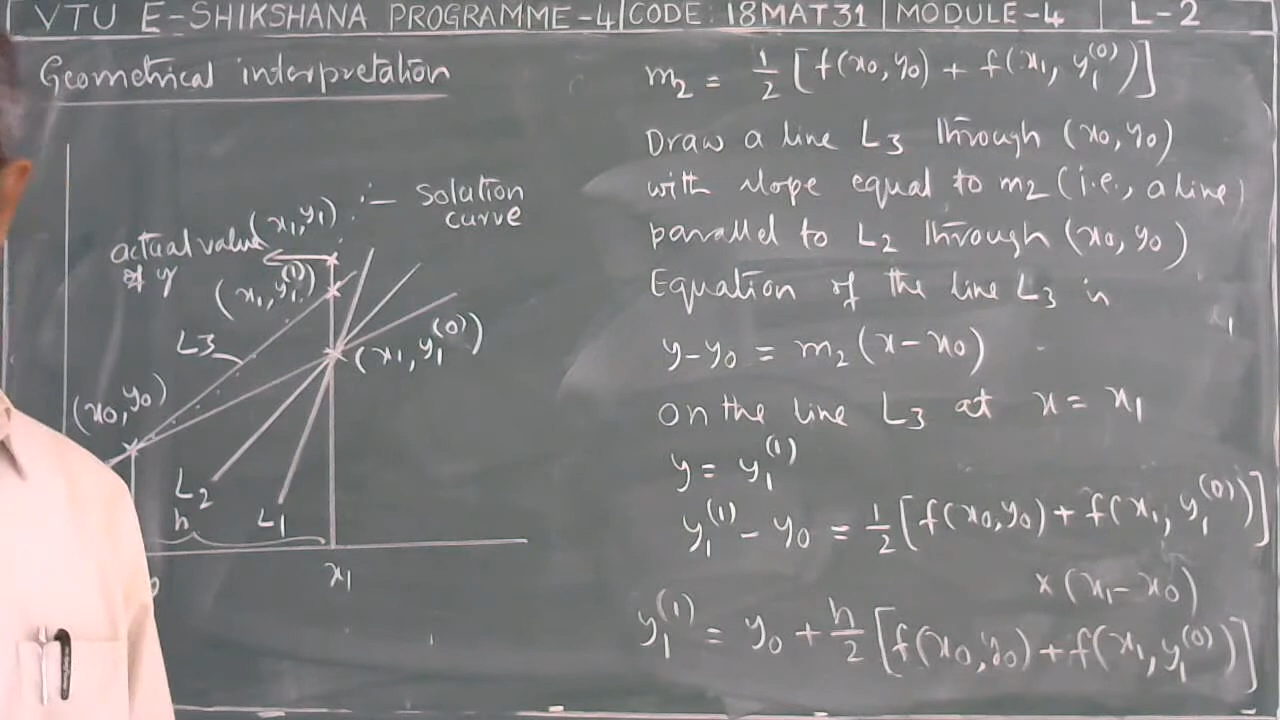 VTU E-SHIKSHANA PROGRAMME-4 | CODE: 18MAT31 | MODULE-4 | L-2
Geometrical interpretation
∴— Solution curve
(x₁, y₁)
actual value of y
(x₁, y₁⁽¹⁾)
L3
(x₁, y₁⁽⁰⁾)
(x₀, y₀)
L₂
h
L₁
x₁
m₂ = ½ [f(x₀, y₀) + f(x₁, y₁⁽⁰⁾)]
Draw a line L3 through (x₀, y₀)
with slope equal to m₂ (i.e., a line)
parallel to L₂ through (x₀, y₀)
Equation of the line L3 is
y-y₀ = m₂ (x-x₀)
on the line L3 at x = x₁
y = y₁⁽¹⁾
y₁⁽¹⁾ - y₀ = ½ [f(x₀, y₀) + f(x₁, y₁⁽⁰⁾)]
× (x₁ - x₀)
y₁⁽¹⁾ = y₀ + h/2 [f(x₀, y₀) + f(x₁, y₁⁽⁰⁾)]